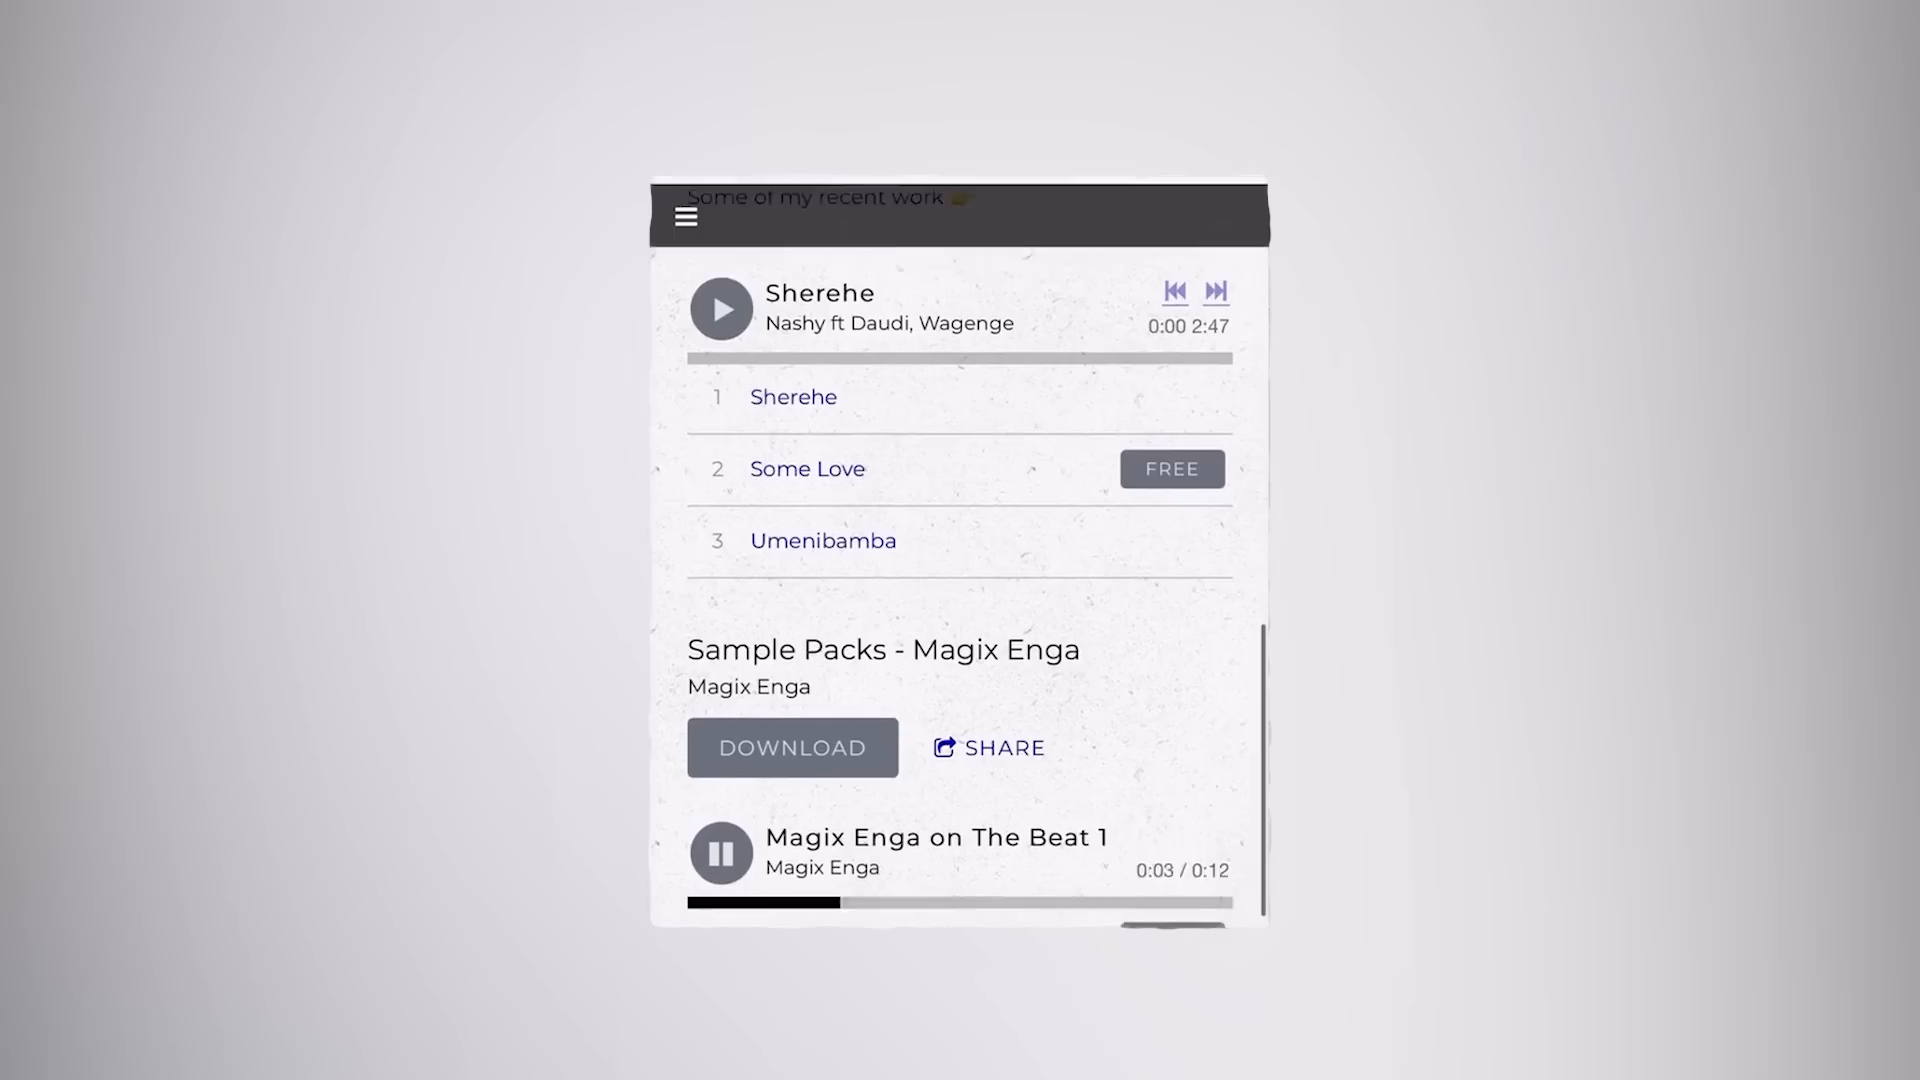 Some of my recent work 👉
Sherehe
Nashy ft Daudi, Wagenge
0:00 2:47
1 Sherehe
2 Some Love FREE
3 Umenibamba
Sample Packs - Magix Enga
Magix Enga
DOWNLOAD SHARE
Magix Enga on The Beat 1
Magix Enga
0:03 / 0:12